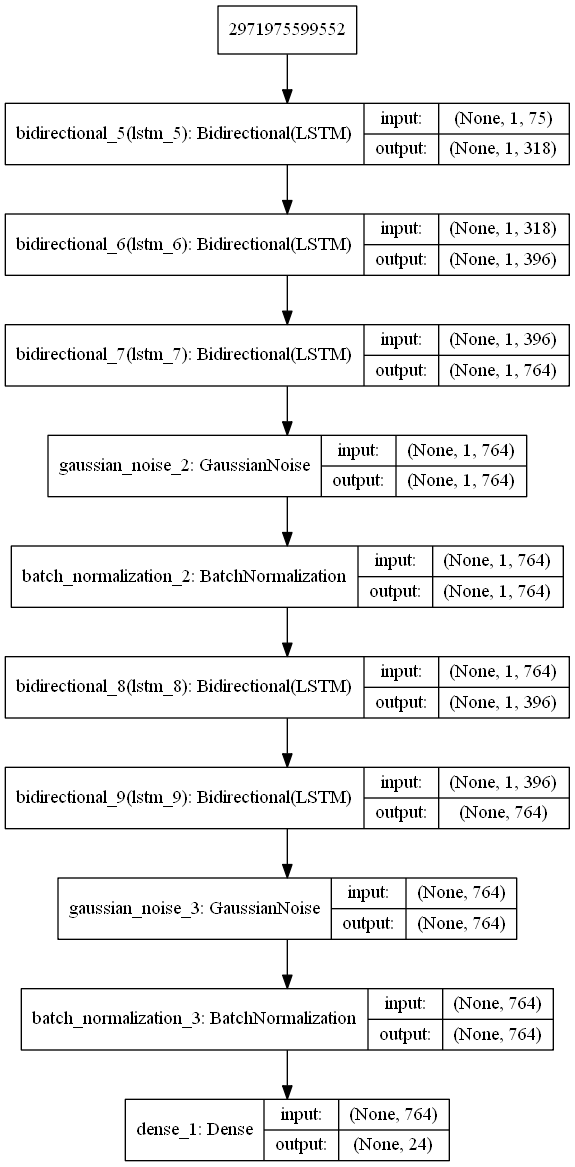 2971975599552
bidirectional_5(lstm_5): Bidirectional(LSTM)
input: (None, 1, 75)
output: (None, 1, 318)
bidirectional_6(lstm_6): Bidirectional(LSTM)
input: (None, 1, 318)
output: (None, 1, 396)
bidirectional_7(lstm_7): Bidirectional(LSTM)
input: (None, 1, 396)
output: (None, 1, 764)
gaussian_noise_2: GaussianNoise
input: (None, 1, 764)
output: (None, 1, 764)
batch_normalization_2: BatchNormalization
input: (None, 1, 764)
output: (None, 1, 764)
bidirectional_8(lstm_8): Bidirectional(LSTM)
input: (None, 1, 764)
output: (None, 1, 396)
bidirectional_9(lstm_9): Bidirectional(LSTM)
input: (None, 1, 396)
output: (None, 764)
gaussian_noise_3: GaussianNoise
input: (None, 764)
output: (None, 764)
batch_normalization_3: BatchNormalization
input: (None, 764)
output: (None, 764)
dense_1: Dense
input: (None, 764)
output: (None, 24)